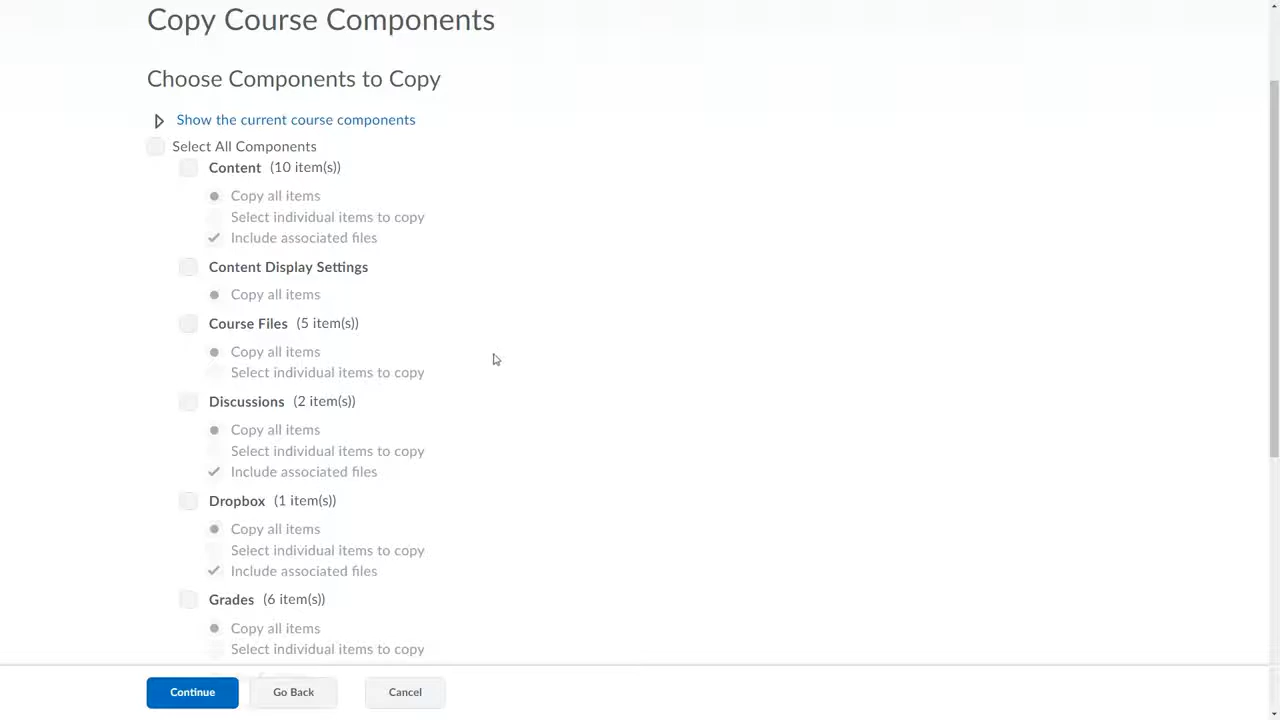 Copy Course Components
Choose Components to Copy
Show the current course components
Select All Components
Content (10 item(s))
Copy all items
Select individual items to copy
Include associated files
Content Display Settings
Copy all items
Course Files (5 item(s))
Copy all items
Select individual items to copy
Discussions (2 item(s))
Copy all items
Select individual items to copy
Include associated files
Dropbox (1 item(s))
Copy all items
Select individual items to copy
Include associated files
Grades (6 item(s))
Copy all items
Select individual items to copy
Continue Go Back Cancel